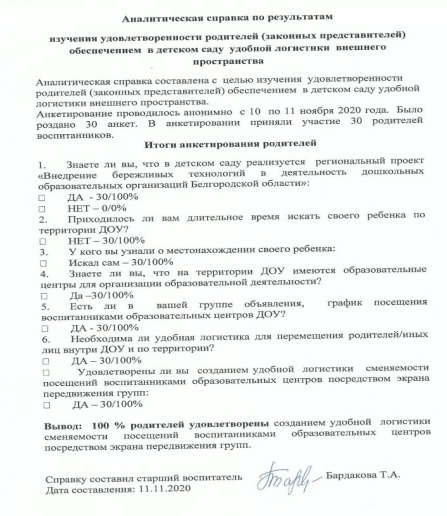 Аналитическая справка по результатам
изучения удовлетворенности родителей (законных представителей)
обеспечением в детском саду удобной логистики внешнего
пространства
Аналитическая справка составлена с целью изучения удовлетворенности
родителей (законных представителей) обеспечением в детском саду удобной
логистики внешнего пространства.
Анкетирование проводилось анонимно с 10 по 11 ноября 2020 года. Было
роздано 30 анкет. В анкетировании приняли участие 30 родителей
воспитанников.
Итоги анкетирования родителей
1. Знаете ли вы, что в детском саду реализуется региональный проект
«Внедрение бережливых технологий в деятельность дошкольных
образовательных организаций Белгородской области»:
□ ДА - 30/100%
□ НЕТ – 0/0%
2. Приходилось ли вам длительное время искать своего ребенка по
территории ДОУ?
□ НЕТ – 30/100%
3. У кого вы узнали о местонахождении своего ребенка:
□ Искал сам – 30/100%
4. Знаете ли вы, что на территории ДОУ имеются образовательные
центры для организации образовательной деятельности?
□ Да –30/100%
5. Есть ли в вашей группе объявления, график посещения
воспитанниками образовательных центров ДОУ?
□ ДА - 30/100%
6. Необходима ли удобная логистика для перемещения родителей/иных
лиц внутри ДОУ и по территории?
□ ДА – 30/100%
□ Удовлетворены ли вы созданием удобной логистики сменяемости
посещений воспитанниками образовательных центров посредством экрана
передвижения групп:
□ ДА – 30/100%
Вывод: 100 % родителей удовлетворены созданием удобной логистики
сменяемости посещений воспитанниками образовательных центров
посредством экрана передвижения групп.
Справку составил старший воспитатель Бардакова Т.А.
Дата составления: 11.11.2020